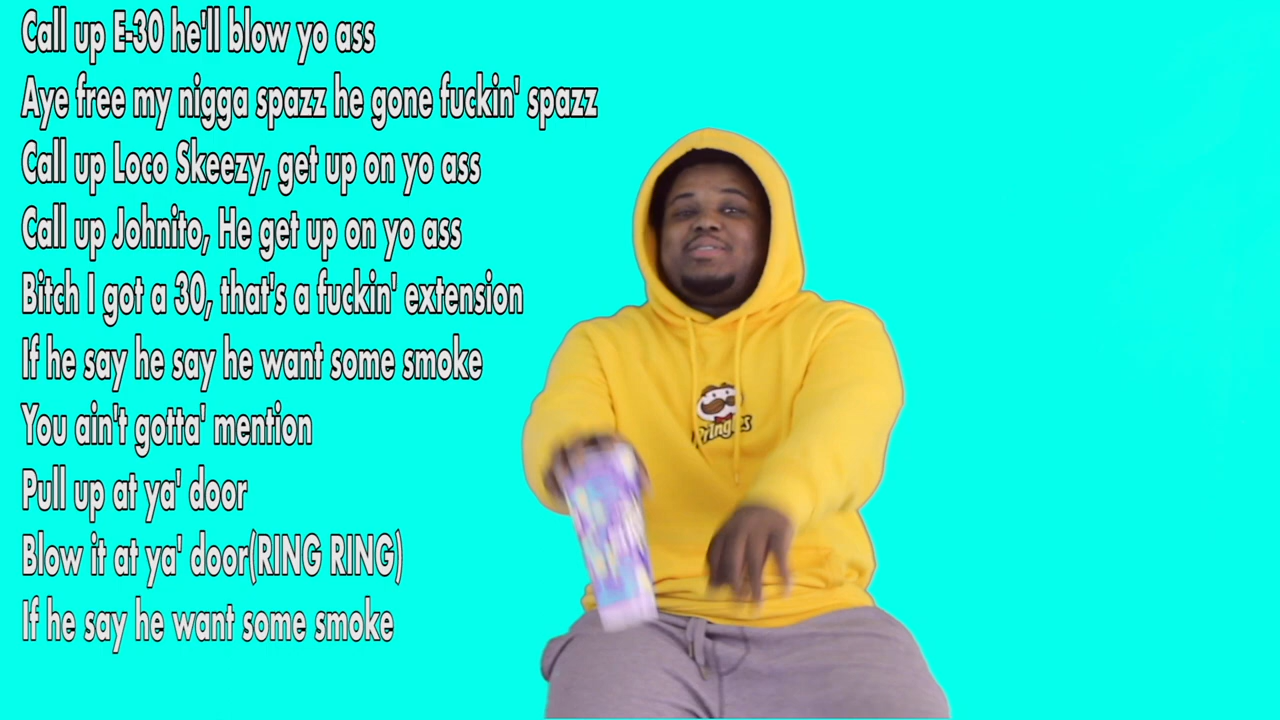 Call up E-30 he'll blow yo ass
Aye free my nigga spazz he gone fuckin' spazz
Call up Loco Skeezy, get up on yo ass
Call up Johnito, He get up on yo ass
Bitch I got a 30, that's a fuckin' extension
If he say he say he want some smoke
You ain't gotta' mention
Pull up at ya' door
Blow it at ya' door(RING RING)
If he say he want some smoke
Pringles